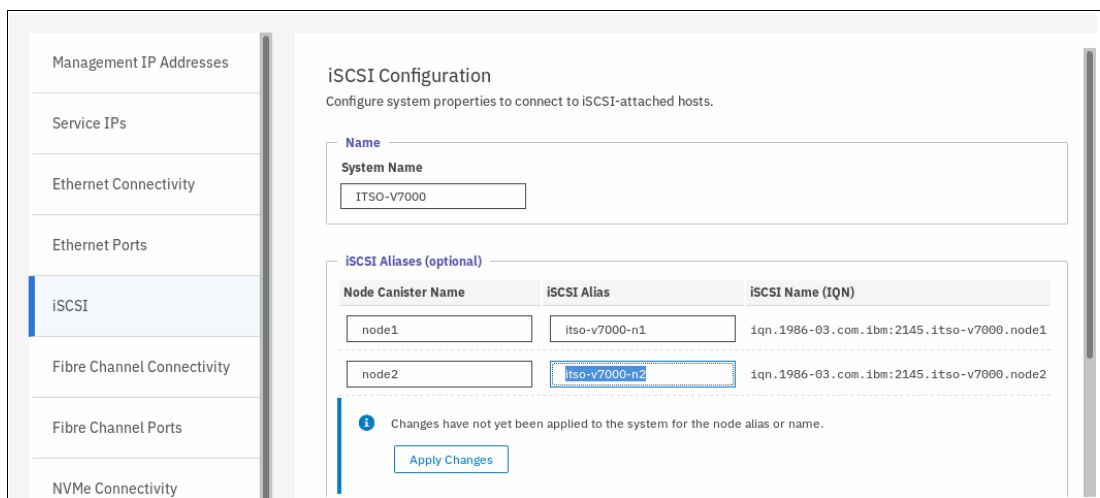 Management IP Addresses
Service IPs
Ethernet Connectivity
Ethernet Ports
iSCSI
Fibre Channel Connectivity
Fibre Channel Ports
NVMe Connectivity
iSCSI Configuration
Configure system properties to connect to iSCSI-attached hosts.
Name
System Name
ITSO-V7000
iSCSI Aliases (optional)
Node Canister Name iSCSI Alias iSCSI Name (IQN)
node1 itso-v7000-n1 iqn.1986-03.com.ibm:2145.itso-v7000.node1
node2 itso-v7000-n2 iqn.1986-03.com.ibm:2145.itso-v7000.node2
Changes have not yet been applied to the system for the node alias or name.
Apply Changes